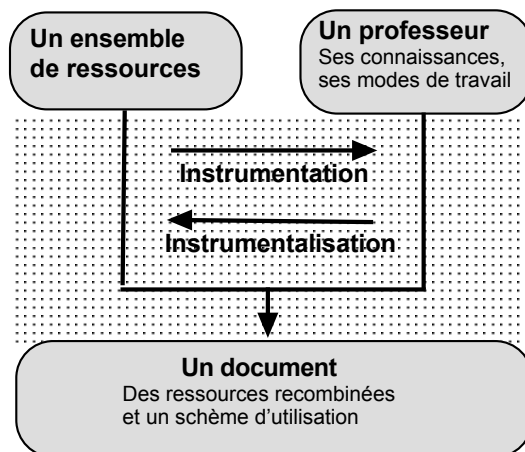 Un ensemble
de ressources
Un professeur
Ses connaissances,
ses modes de travail
Instrumentation
Instrumentalisation
Un document
Des ressources recombinées
et un schème d’utilisation